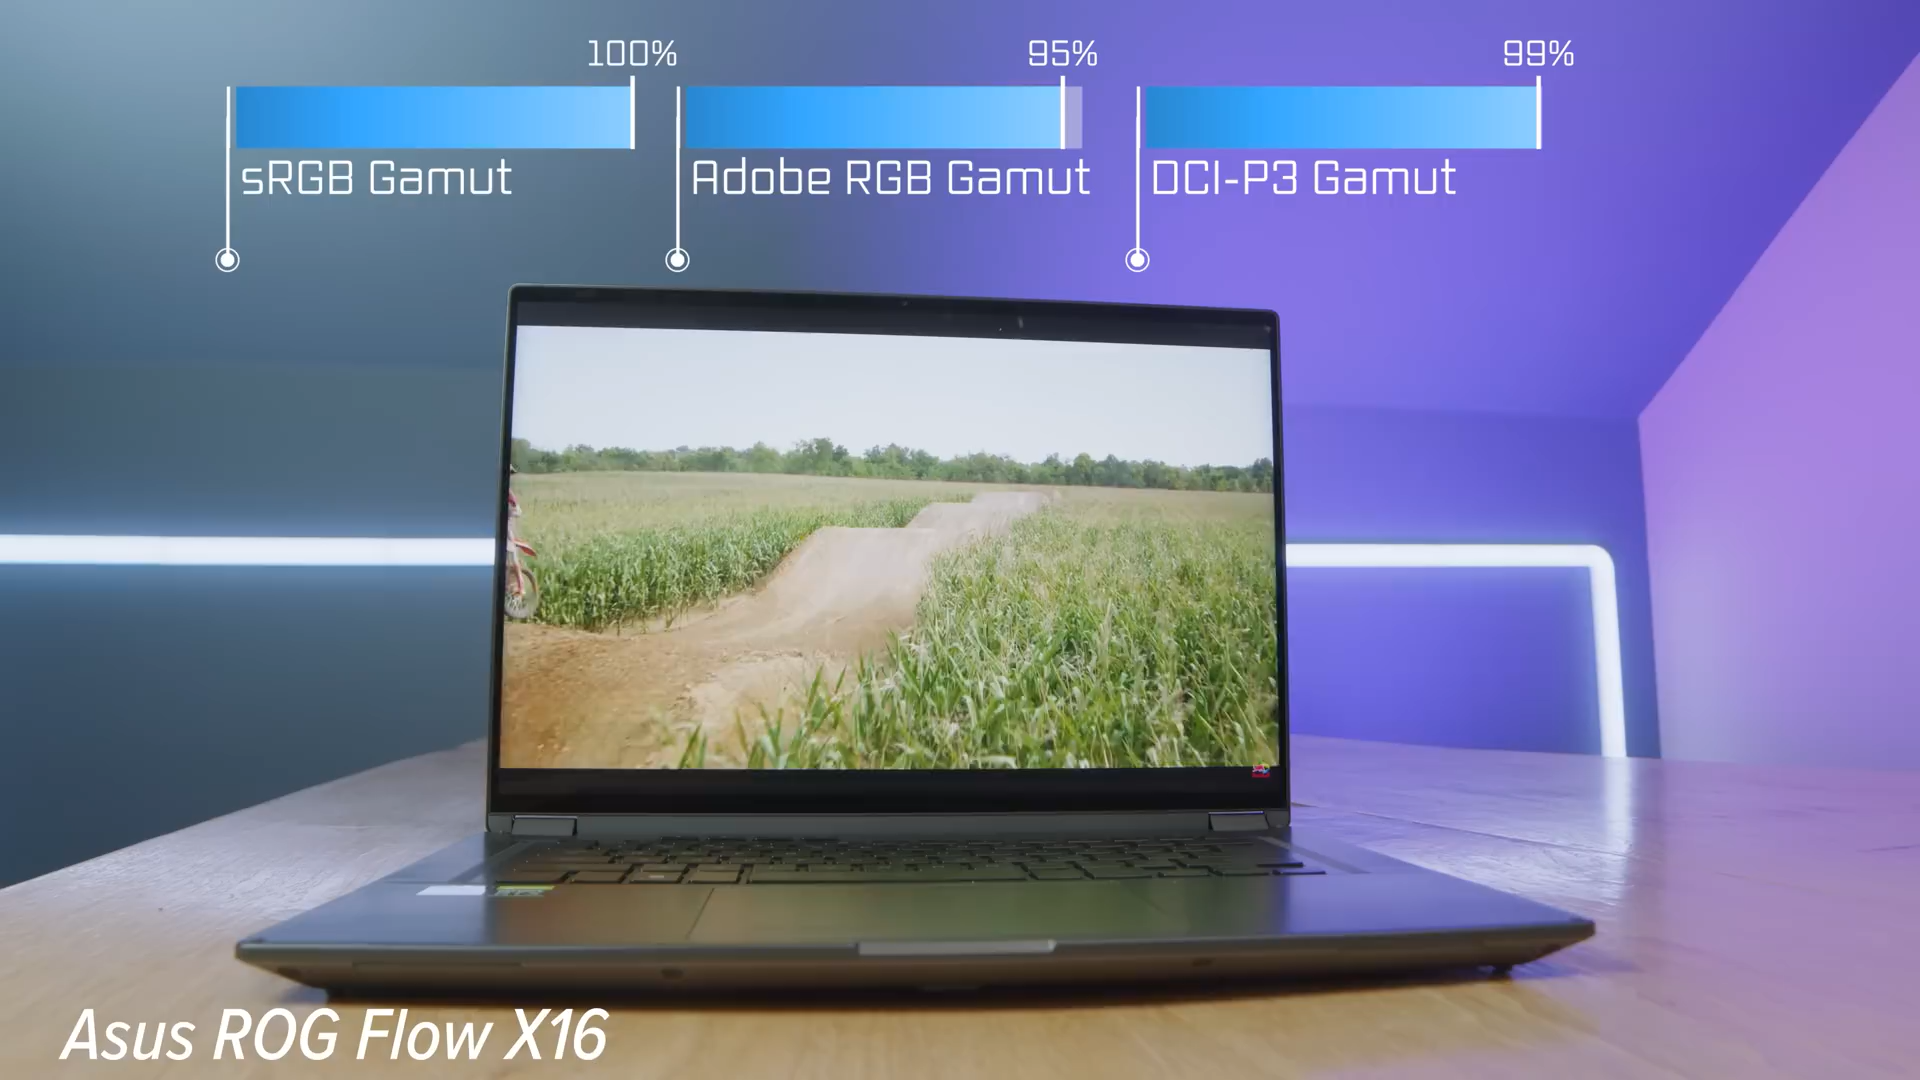 100%
95%
99%
sRGB Gamut
Adobe RGB Gamut
DCI-P3 Gamut
Asus ROG Flow X16